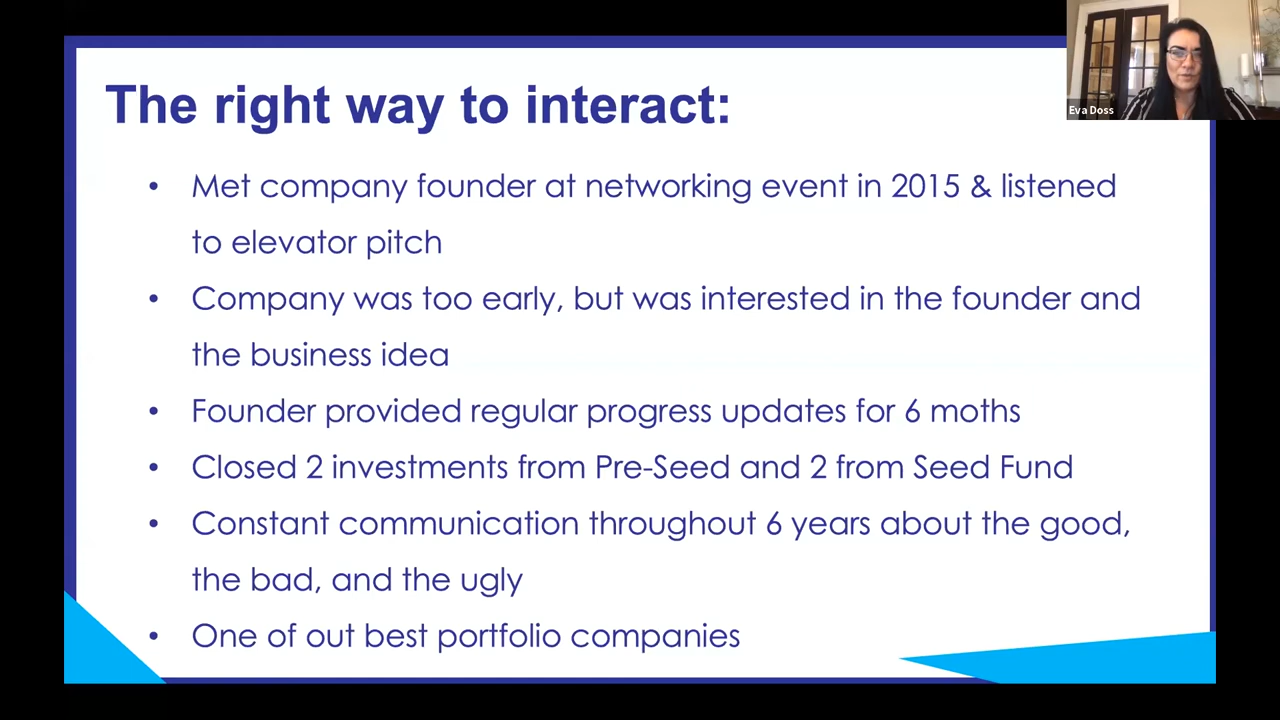 The right way to interact:
• Met company founder at networking event in 2015 & listened
to elevator pitch
• Company was too early, but was interested in the founder and
the business idea
• Founder provided regular progress updates for 6 moths
• Closed 2 investments from Pre-Seed and 2 from Seed Fund
• Constant communication throughout 6 years about the good,
the bad, and the ugly
• One of out best portfolio companies
Eva Doss